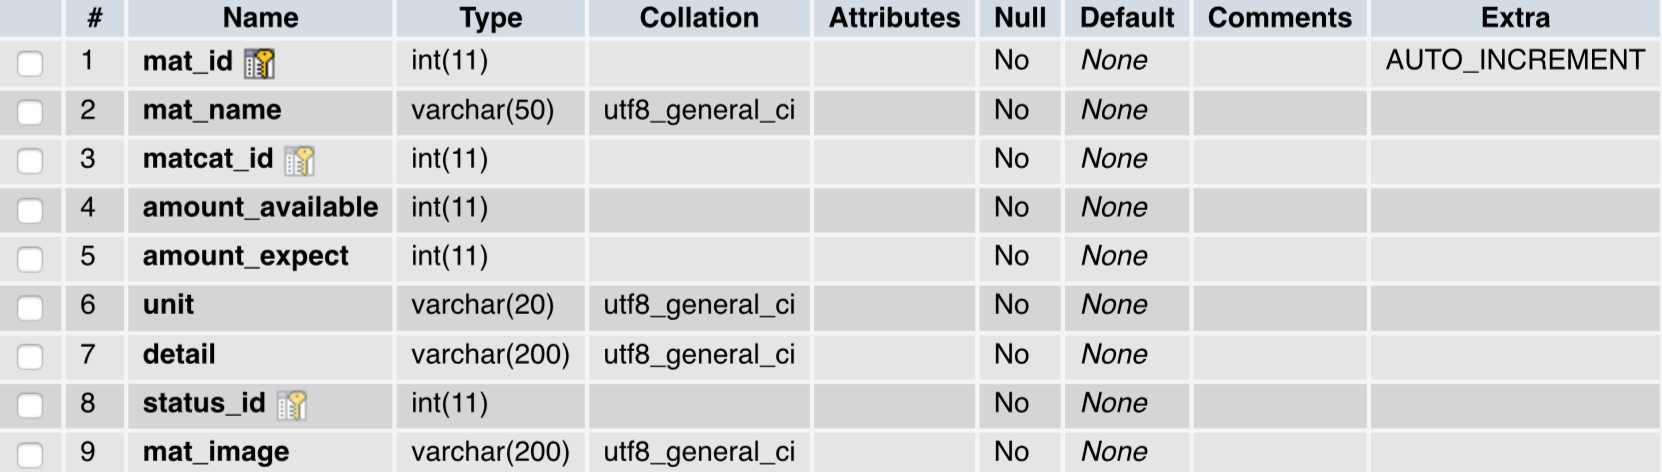 # Name Type Collation Attributes Null Default Comments Extra
1 mat_id int(11) No None AUTO_INCREMENT
2 mat_name varchar(50) utf8_general_ci No None
3 matcat_id int(11) No None
4 amount_available int(11) No None
5 amount_expect int(11) No None
6 unit varchar(20) utf8_general_ci No None
7 detail varchar(200) utf8_general_ci No None
8 status_id int(11) No None
9 mat_image varchar(200) utf8_general_ci No None